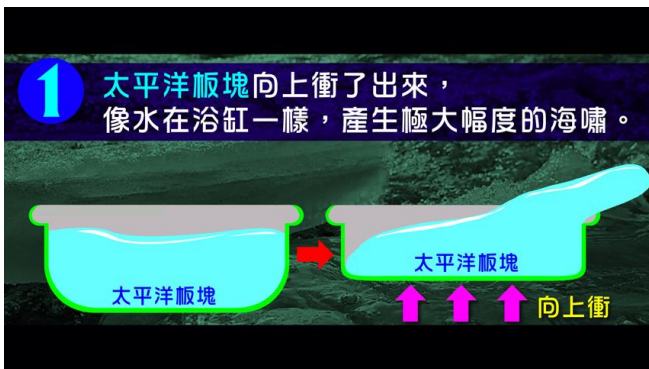 1
太平洋板塊向上衝了出來，
像水在浴缸一樣，產生極大幅度的海嘯。
太平洋板塊
太平洋板塊
向上衝